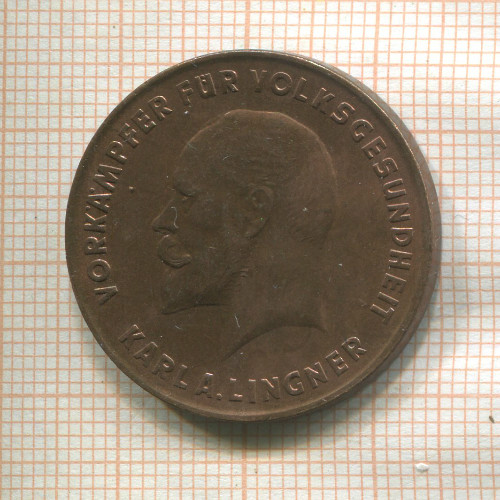 VORKÄMPFER FÜR VOLKSGESUNDHEIT
KARL A. LINGNER